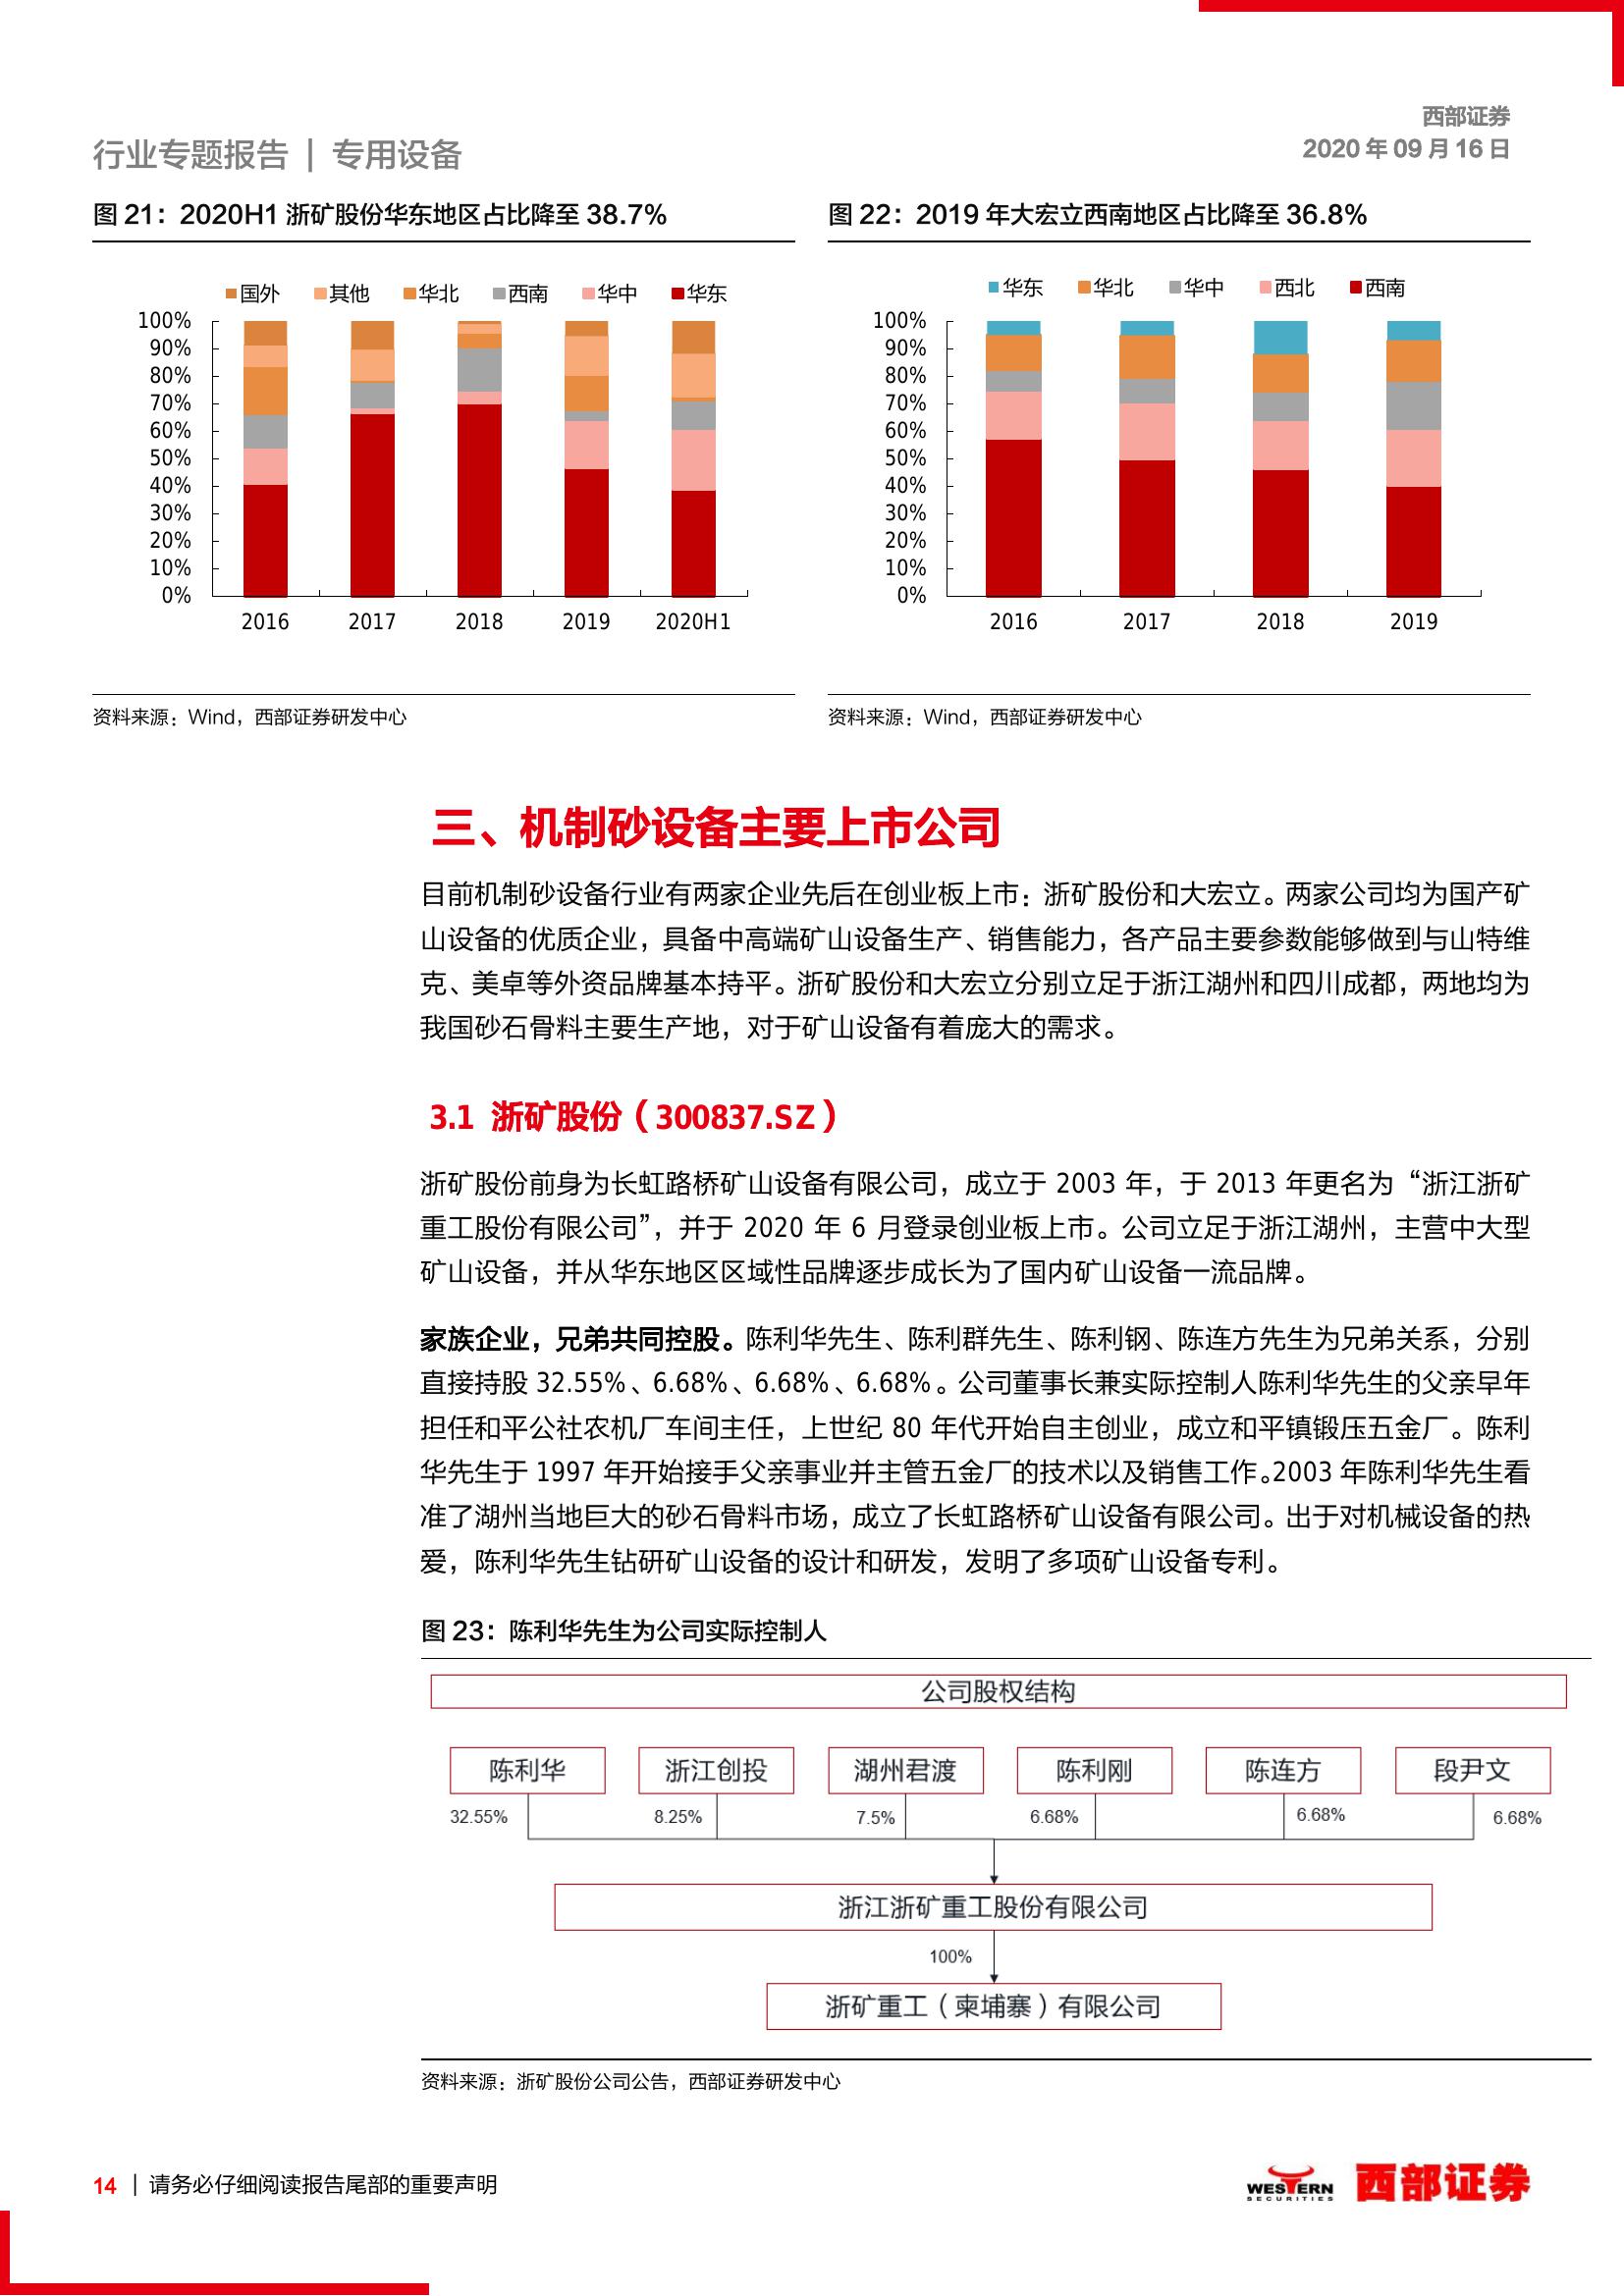 西部证券
2020 年 09 月 16 日
行业专题报告 | 专用设备
图 21：2020H1 浙矿股份华东地区占比降至 38.7%
国外 其他 华北 西南 华中 华东
100%
90%
80%
70%
60%
50%
40%
30%
20%
10%
0%
2016 2017 2018 2019 2020H1
资料来源：Wind，西部证券研发中心
图 22：2019 年大宏立西南地区占比降至 36.8%
华东 华北 华中 西北 西南
100%
90%
80%
70%
60%
50%
40%
30%
20%
10%
0%
2016 2017 2018 2019
资料来源：Wind，西部证券研发中心
三、机制砂设备主要上市公司
目前机制砂设备行业有两家企业先后在创业板上市：浙矿股份和大宏立。两家公司均为国产矿
山设备的优质企业，具备中高端矿山设备生产、销售能力，各产品主要参数能够做到与山特维
克、美卓等外资品牌基本持平。浙矿股份和大宏立分别立足于浙江湖州和四川成都，两地均为
我国砂石骨料主要生产地，对于矿山设备有着庞大的需求。
3.1 浙矿股份（300837.SZ）
浙矿股份前身为长虹路桥矿山设备有限公司，成立于 2003 年，于 2013 年更名为“浙江浙矿
重工股份有限公司”，并于 2020 年 6 月登录创业板上市。公司立足于浙江湖州，主营中大型
矿山设备，并从华东地区区域性品牌逐步成长为了国内矿山设备一流品牌。
家族企业，兄弟共同控股。陈利华先生、陈利群先生、陈利钢、陈连方先生为兄弟关系，分别
直接持股 32.55%、6.68%、6.68%、6.68%。公司董事长兼实际控制人陈利华先生的父亲早年
担任和平公社农机厂车间主任，上世纪 80 年代开始自主创业，成立和平镇锻压五金厂。陈利
华先生于 1997 年开始接手父亲事业并主管五金厂的技术以及销售工作。2003 年陈利华先生看
准了湖州当地巨大的砂石骨料市场，成立了长虹路桥矿山设备有限公司。出于对机械设备的热
爱，陈利华先生钻研矿山设备的设计和研发，发明了多项矿山设备专利。
图 23：陈利华先生为公司实际控制人
公司股权结构
陈利华 浙江创投 湖州君渡 陈利刚 陈连方 段尹文
32.55% 8.25% 7.5% 6.68% 6.68% 6.68%
浙江浙矿重工股份有限公司
100%
浙矿重工（柬埔寨）有限公司
资料来源：浙矿股份公司公告，西部证券研发中心
14 | 请务必仔细阅读报告尾部的重要声明
WESTERN
SECURITIES
西部证券